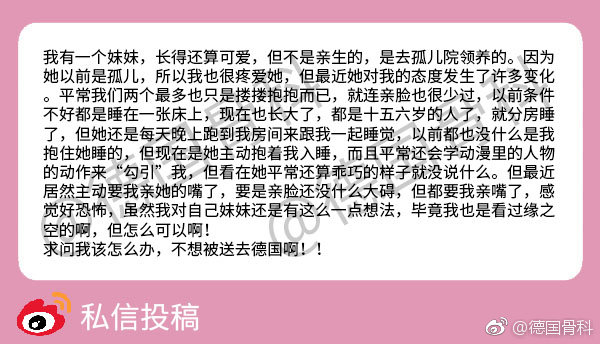 我有一个妹妹，长得还算可爱，但不是亲生的，是去孤儿院领养的。因为
她以前是孤儿，所以我也很疼爱她，但最近她对我的态度发生了许多变化
。平常我们两个最多也只是搂搂抱抱而已，就连亲脸也很少过，以前条件
不好都是睡在一张床上，现在也长大了，都是十五六岁的人了，就分房睡
了，但她还是每天晚上跑到我房间来跟我一起睡觉，以前都也没什么是我
抱住她睡的，但现在是她主动抱着我入睡，而且平常还会学动漫里的人物
的动作来“勾引”我，但看在她平常还算乖巧的样子就没说什么。但最近
居然主动要我亲她的嘴了，要是亲脸还没什么大碍，但都要我亲嘴了，感
觉好恐怖，虽然我对自己妹妹还是有这么一点想法，毕竟我也是看过缘之
空的啊，但怎么可以啊！
求问我该怎么办，不想被送去德国啊！！
@德国骨科
@德国骨科
私信投稿
@德国骨科